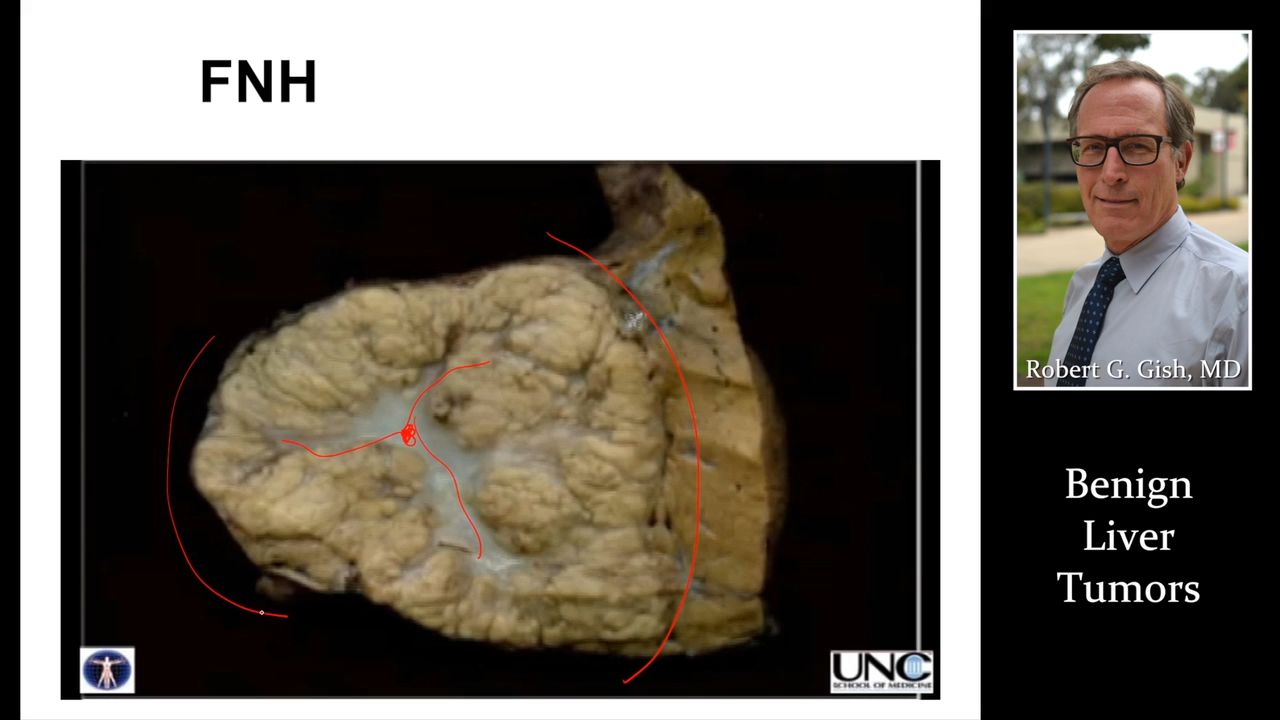 FNH
Robert G. Gish, MD
Benign
Liver
Tumors
UNC
SCHOOL OF MEDICINE